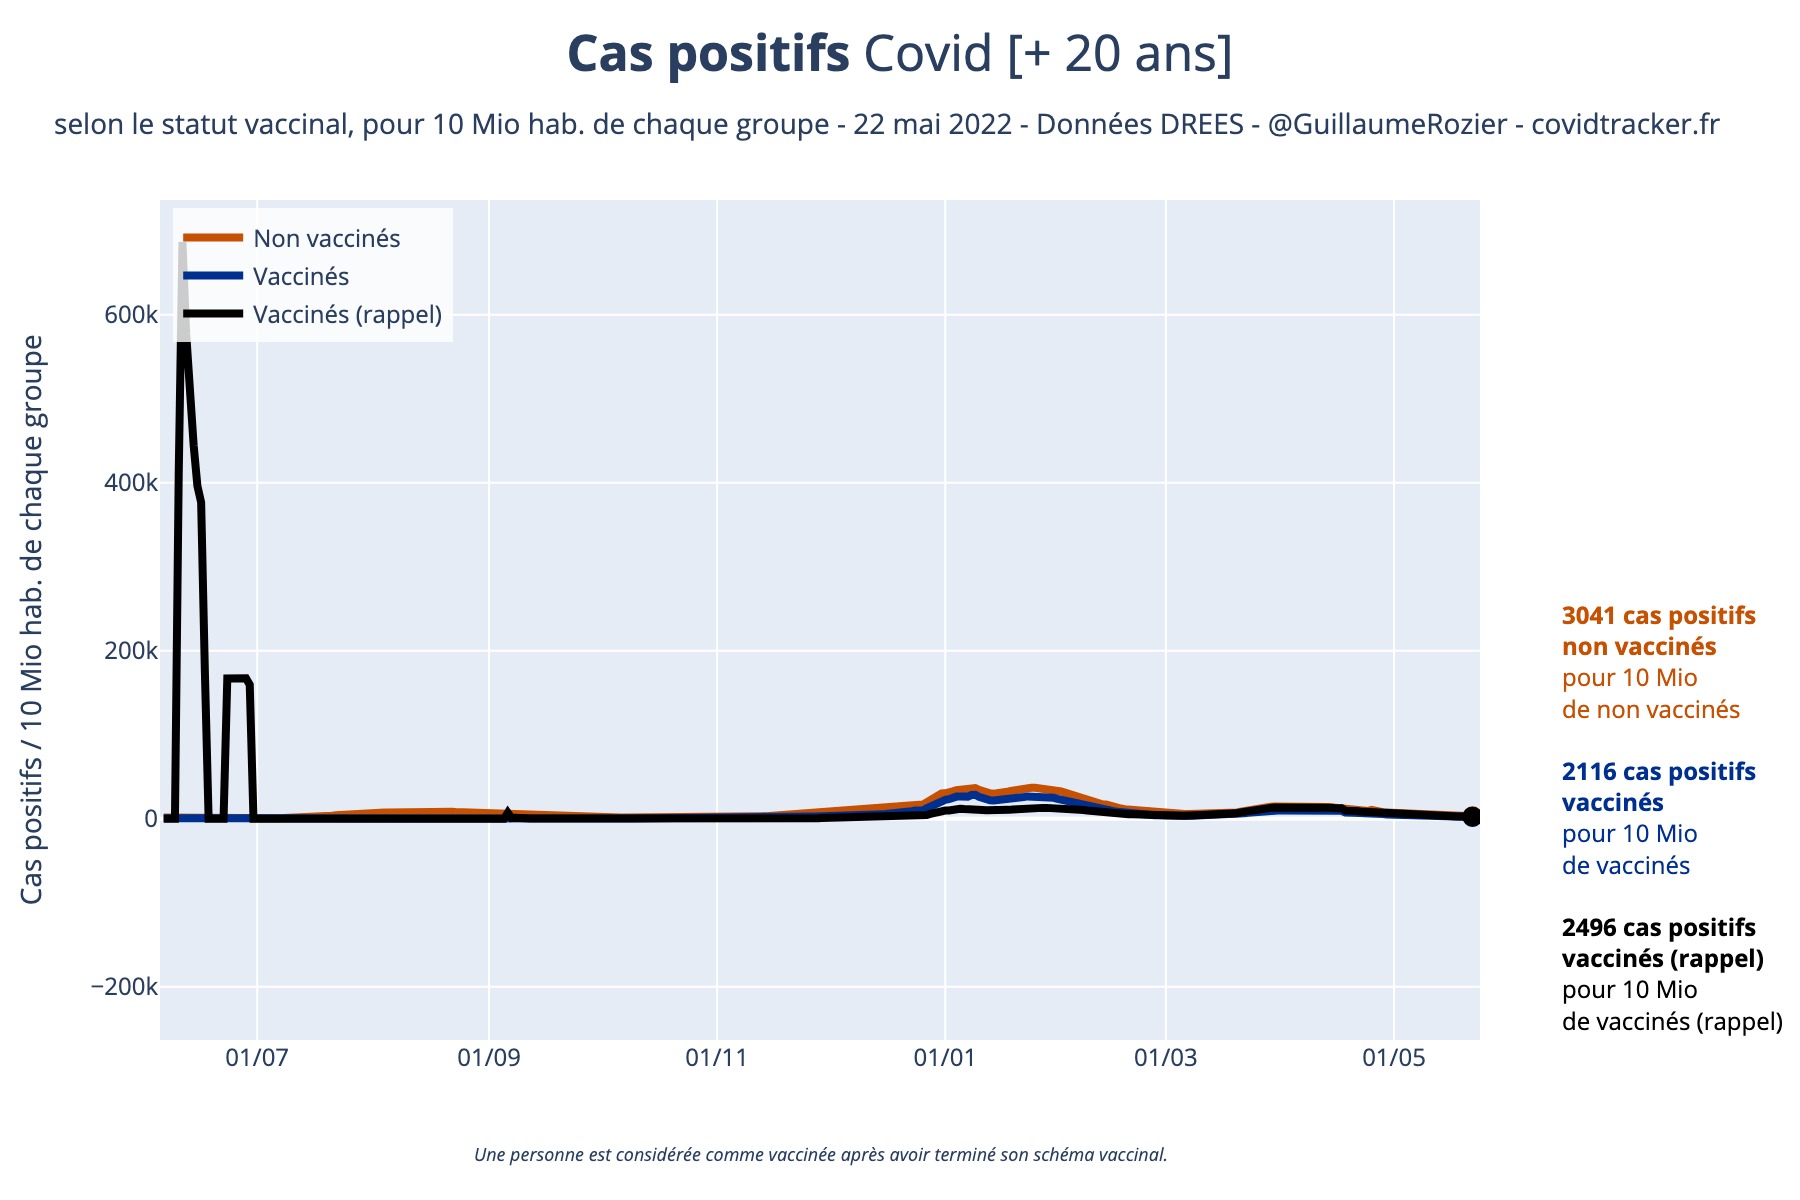 Cas positifs Covid [+ 20 ans]
selon le statut vaccinal, pour 10 Mio hab. de chaque groupe - 22 mai 2022 - Données DREES - @GuillaumeRozier - covidtracker.fr
Non vaccinés
Vaccinés
Vaccinés (rappel)
Cas positifs / 10 Mio hab. de chaque groupe
600k
400k
200k
0
−200k
01/07
01/09
01/11
01/01
01/03
01/05
3041 cas positifs
non vaccinés
pour 10 Mio
de non vaccinés
2116 cas positifs
vaccinés
pour 10 Mio
de vaccinés
2496 cas positifs
vaccinés (rappel)
pour 10 Mio
de vaccinés (rappel)
Une personne est considérée comme vaccinée après avoir terminé son schéma vaccinal.